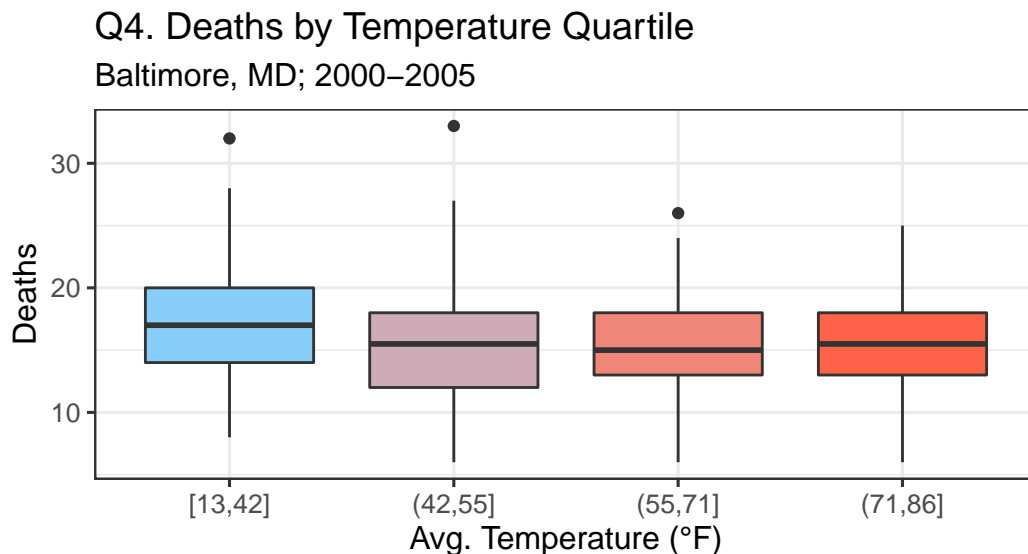 Q4. Deaths by Temperature Quartile
Baltimore, MD; 2000−2005
Deaths
30
20
10
[13,42]
(42,55]
(55,71]
(71,86]
Avg. Temperature (°F)